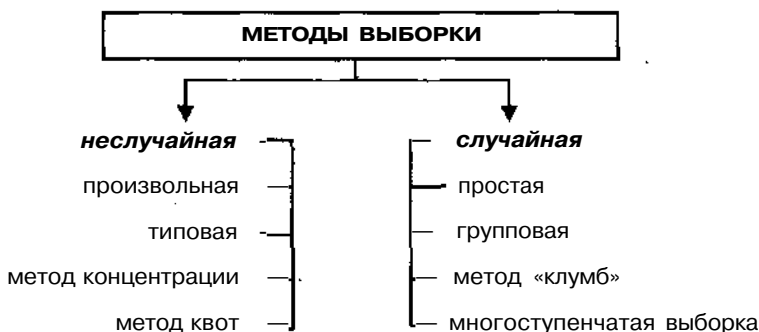 МЕТОДЫ ВЫБОРКИ
неслучайная
случайная
произвольная
простая
типовая
групповая
метод концентрации
метод «клумб»
метод квот
многоступенчатая выборка